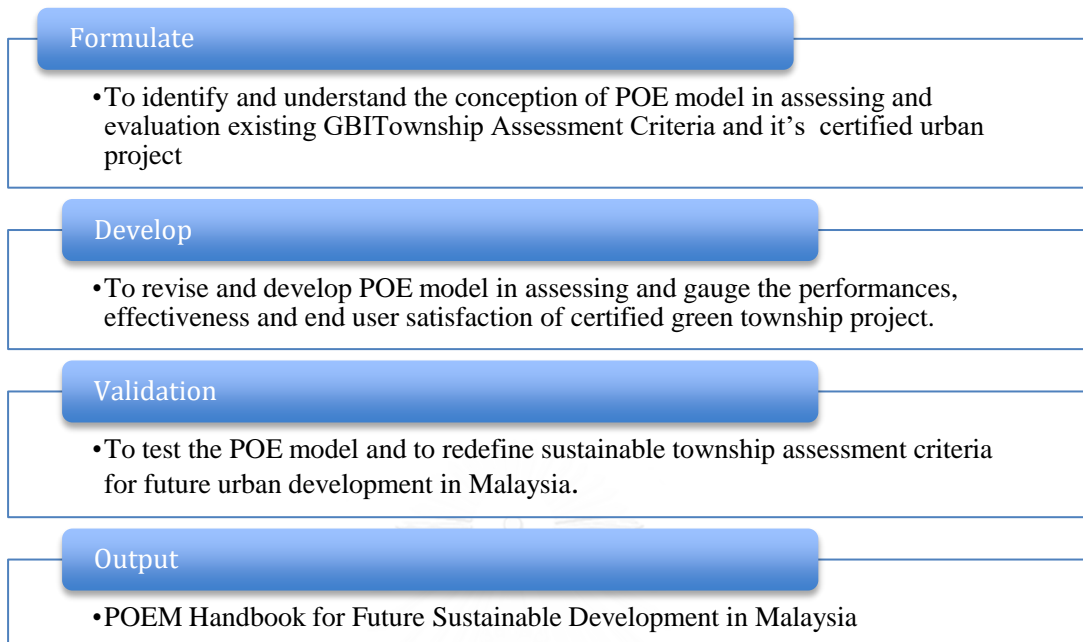 Formulate
•To identify and understand the conception of POE model in assessing and
evaluation existing GBITownship Assessment Criteria and it's certified urban
project
Develop
•To revise and develop POE model in assessing and gauge the performances,
effectiveness and end user satisfaction of certified green township project.
Validation
•To test the POE model and to redefine sustainable township assessment criteria
for future urban development in Malaysia.
Output
•POEM Handbook for Future Sustainable Development in Malaysia